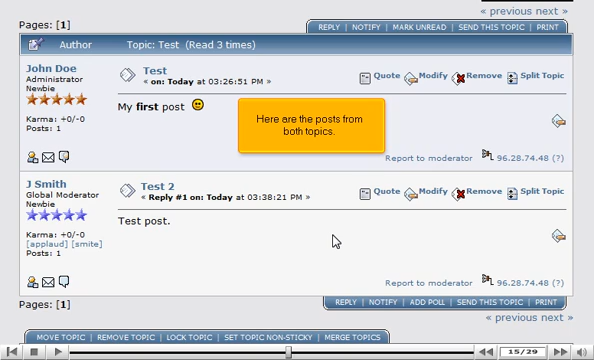 « previous next »
Pages: [1]
REPLY | NOTIFY | MARK UNREAD | SEND THIS TOPIC | PRINT
Author Topic: Test (Read 3 times)
John Doe
Administrator
Newbie
Karma: +0/-0
Posts: 1
Test
« on: Today at 03:26:51 PM »
Quote Modify Remove Split Topic
My first post
Here are the posts from
both topics.
Report to moderator 96.28.74.48 (?)
J Smith
Global Moderator
Newbie
Karma: +0/-0
[applaud] [smite]
Posts: 1
Test 2
« Reply #1 on: Today at 03:38:21 PM »
Quote Modify Remove Split Topic
Test post.
Report to moderator 96.28.74.48 (?)
Pages: [1]
REPLY | NOTIFY | ADD POLL | SEND THIS TOPIC | PRINT
« previous next »
MOVE TOPIC | REMOVE TOPIC | LOCK TOPIC | SET TOPIC NON-STICKY | MERGE TOPICS
15/29